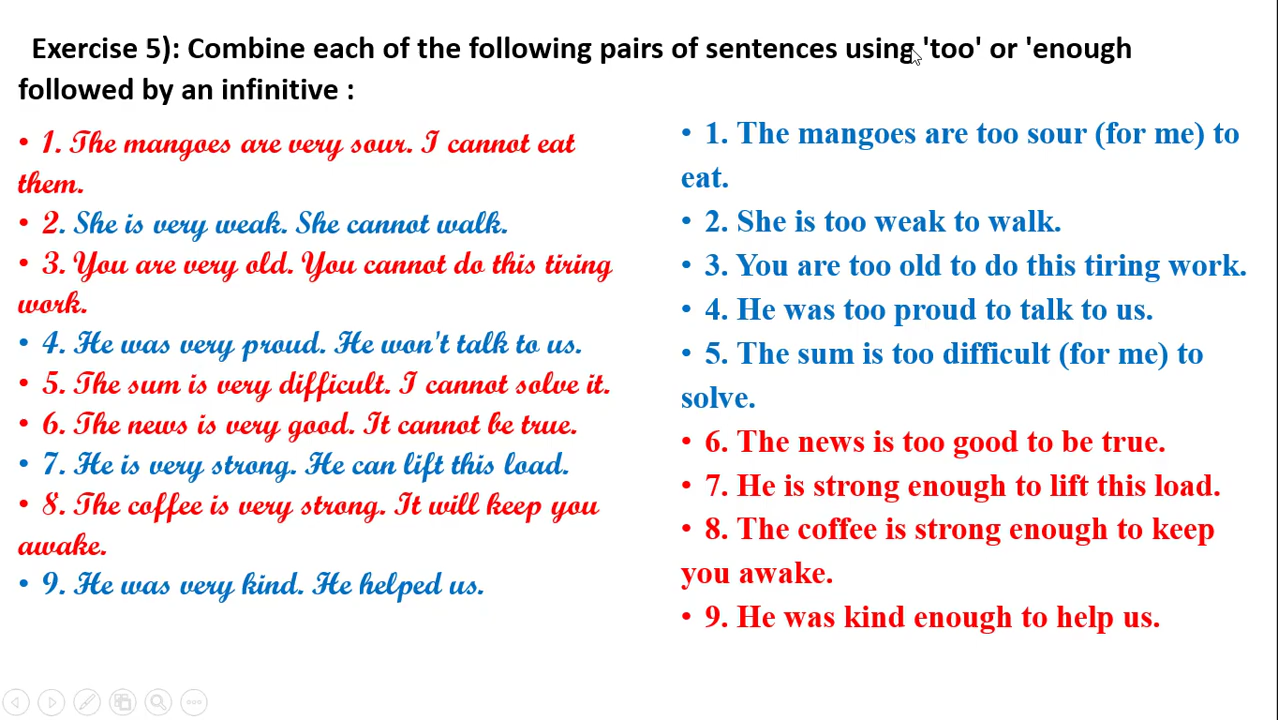 Exercise 5): Combine each of the following pairs of sentences using 'too' or 'enough
followed by an infinitive :
• 1. The mangoes are very sour. I cannot eat
them.
• 2. She is very weak. She cannot walk.
• 3. You are very old. You cannot do this tiring
work.
• 4. He was very proud. He won't talk to us.
• 5. The sum is very difficult. I cannot solve it.
• 6. The news is very good. It cannot be true.
• 7. He is very strong. He can lift this load.
• 8. The coffee is very strong. It will keep you
awake.
• 9. He was very kind. He helped us.
• 1. The mangoes are too sour (for me) to
eat.
• 2. She is too weak to walk.
• 3. You are too old to do this tiring work.
• 4. He was too proud to talk to us.
• 5. The sum is too difficult (for me) to
solve.
• 6. The news is too good to be true.
• 7. He is strong enough to lift this load.
• 8. The coffee is strong enough to keep
you awake.
• 9. He was kind enough to help us.